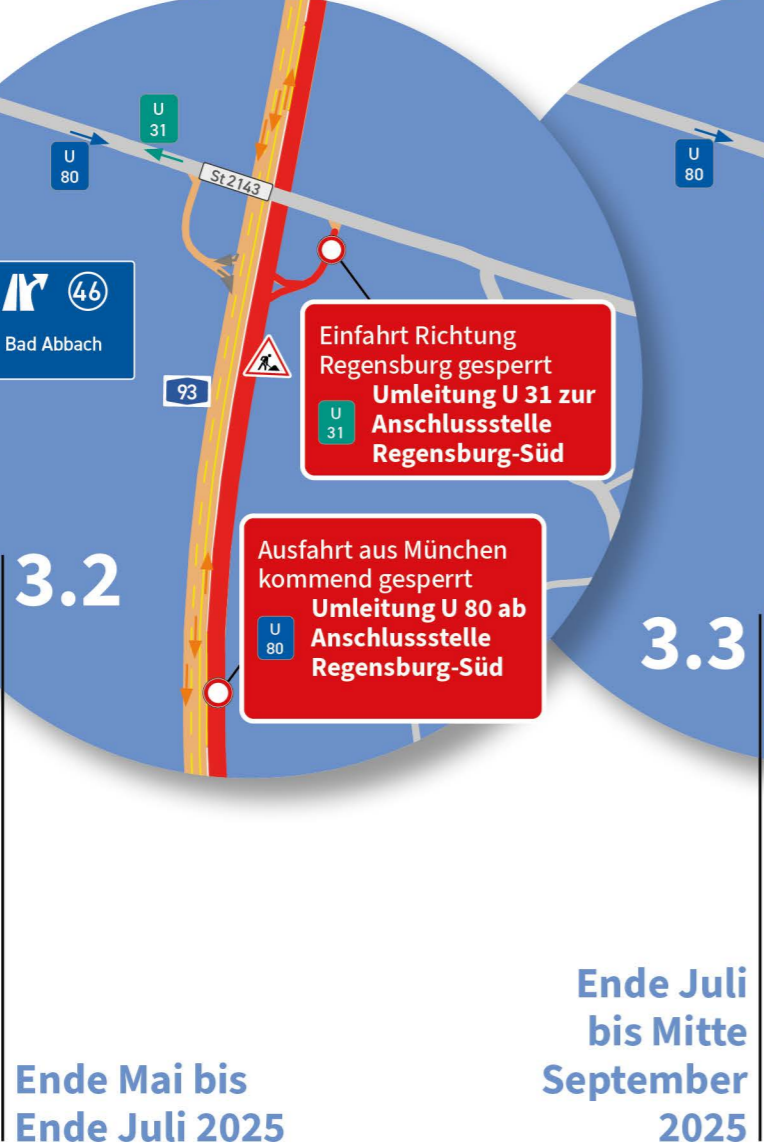 U
31
U
80
St 2143
U
80
46
Bad Abbach
93
Einfahrt Richtung
Regensburg gesperrt
U
31
Umleitung U 31 zur
Anschlussstelle
Regensburg-Süd
Ausfahrt aus München
kommend gesperrt
U
80
Umleitung U 80 ab
Anschlussstelle
Regensburg-Süd
3.2
3.3
Ende Mai bis
Ende Juli 2025
Ende Juli
bis Mitte
September
2025